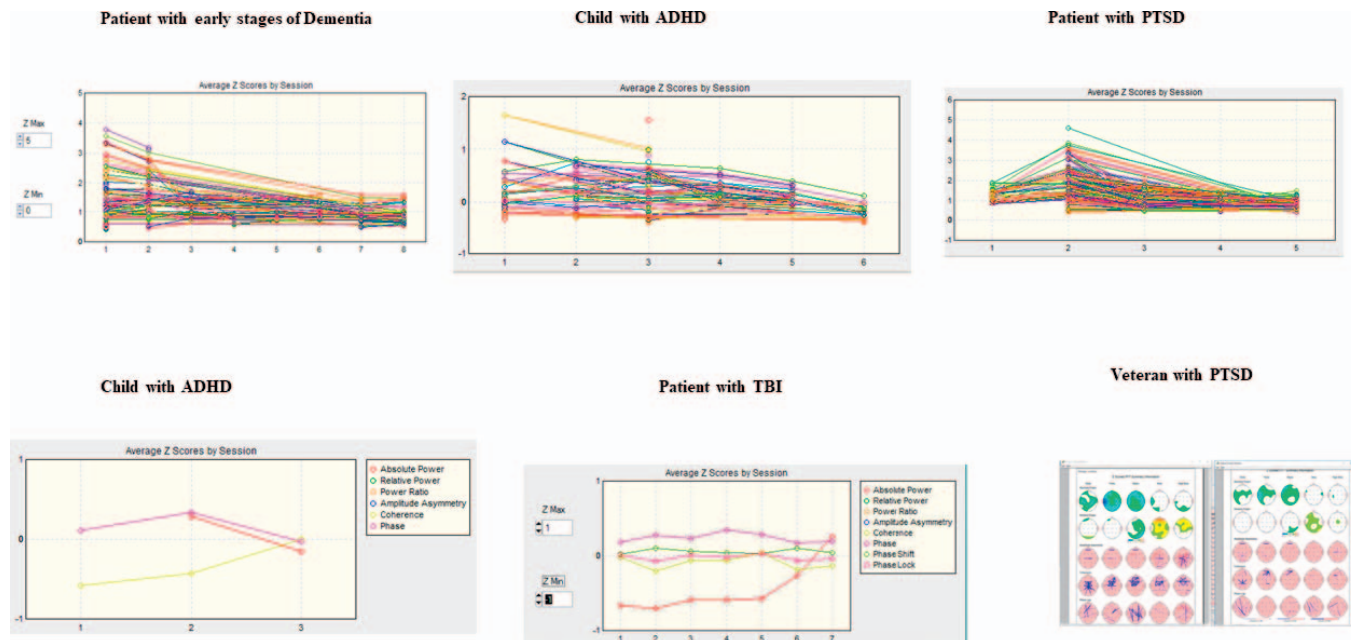 Patient with early stages of Dementia
Child with ADHD
Patient with PTSD
Average Z Scores by Session
Z Max
5
Z Min
0
5
4
3
2
1
0
1 2 3 4 5 6 7 8
Average Z Scores by Session
2
1
0
-1
1 2 3 4 5 6
Average Z Scores by Session
6
5
4
3
2
1
0
-1
1 2 3 4 5
Child with ADHD
Patient with TBI
Veteran with PTSD
Average Z Scores by Session
1
0
-1
1 2 3
Absolute Power
Relative Power
Power Ratio
Amplitude Asymmetry
Coherence
Phase
Average Z Scores by Session
Z Max
1
Z Min
1
0
-1
1 2 3 4 5 6 7
Absolute Power
Relative Power
Power Ratio
Amplitude Asymmetry
Coherence
Phase
Phase Shift
Phase Lock